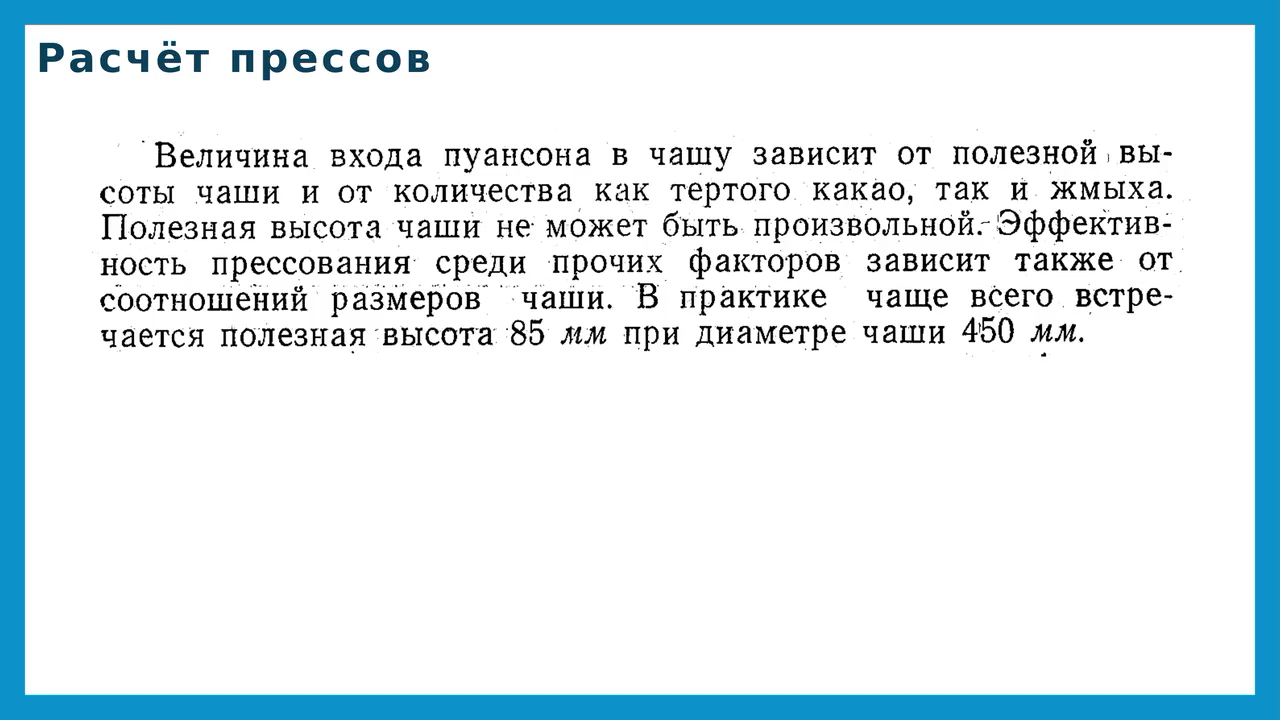 Расчёт прессов
Величина входа пуансона в чашу зависит от полезной вы-
соты чаши и от количества как тертого какао, так и жмыха.
Полезная высота чаши не может быть произвольной. Эффектив-
ность прессования среди прочих факторов зависит также от
соотношений размеров чаши. В практике чаще всего встре-
чается полезная высота 85 мм при диаметре чаши 450 мм.